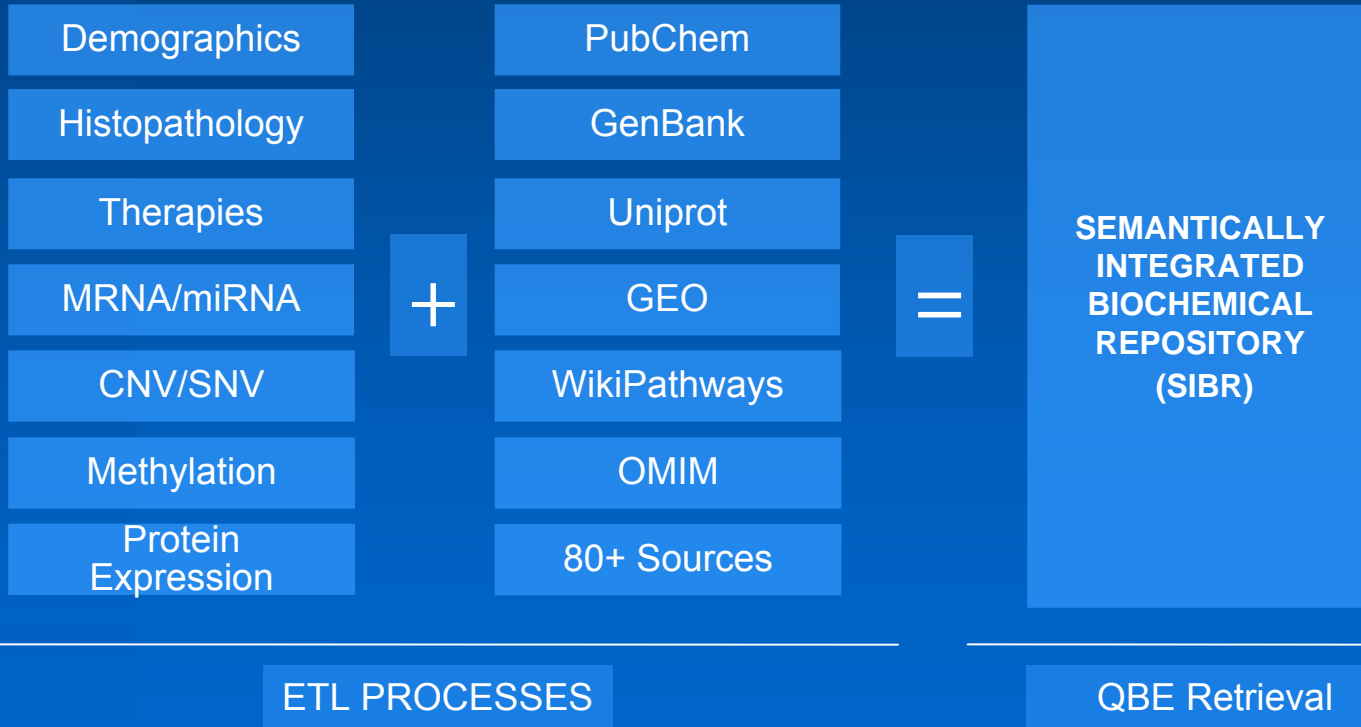 Demographics
Histopathology
Therapies
MRNA/miRNA
CNV/SNV
Methylation
Protein
Expression
+
PubChem
GenBank
Uniprot
GEO
WikiPathways
OMIM
80+ Sources
=
SEMANTICALLY
INTEGRATED
BIOCHEMICAL
REPOSITORY
(SIBR)
ETL PROCESSES
QBE Retrieval